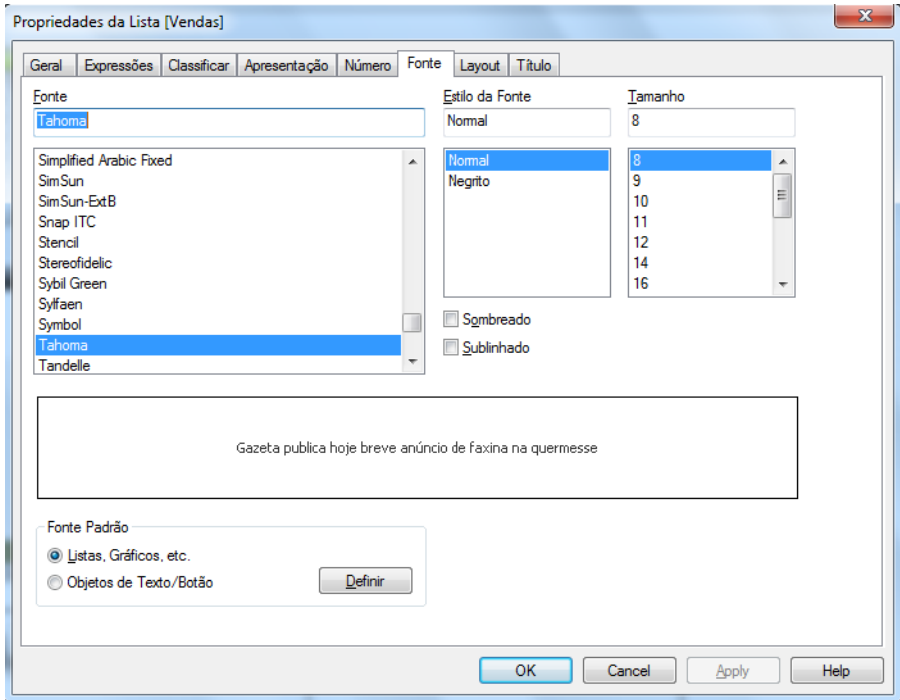 Propriedades da Lista [Vendas]
Geral Expressões Classificar Apresentação Número Fonte Layout Título
Fonte Estilo da Fonte Tamanho
Tahoma Normal 8
Simplified Arabic Fixed
SimSun
SimSun-ExtB
Snap ITC
Stencil
Stereofidelic
Sybil Green
Sylfaen
Symbol
Tahoma
Tandelle
Normal
Negrito
8
9
10
11
12
14
16
Sombreado
Sublinhado
Gazeta publica hoje breve anúncio de faxina na quermesse
Fonte Padrão
Listas, Gráficos, etc.
Objetos de Texto/Botão Definir
OK Cancel Apply Help